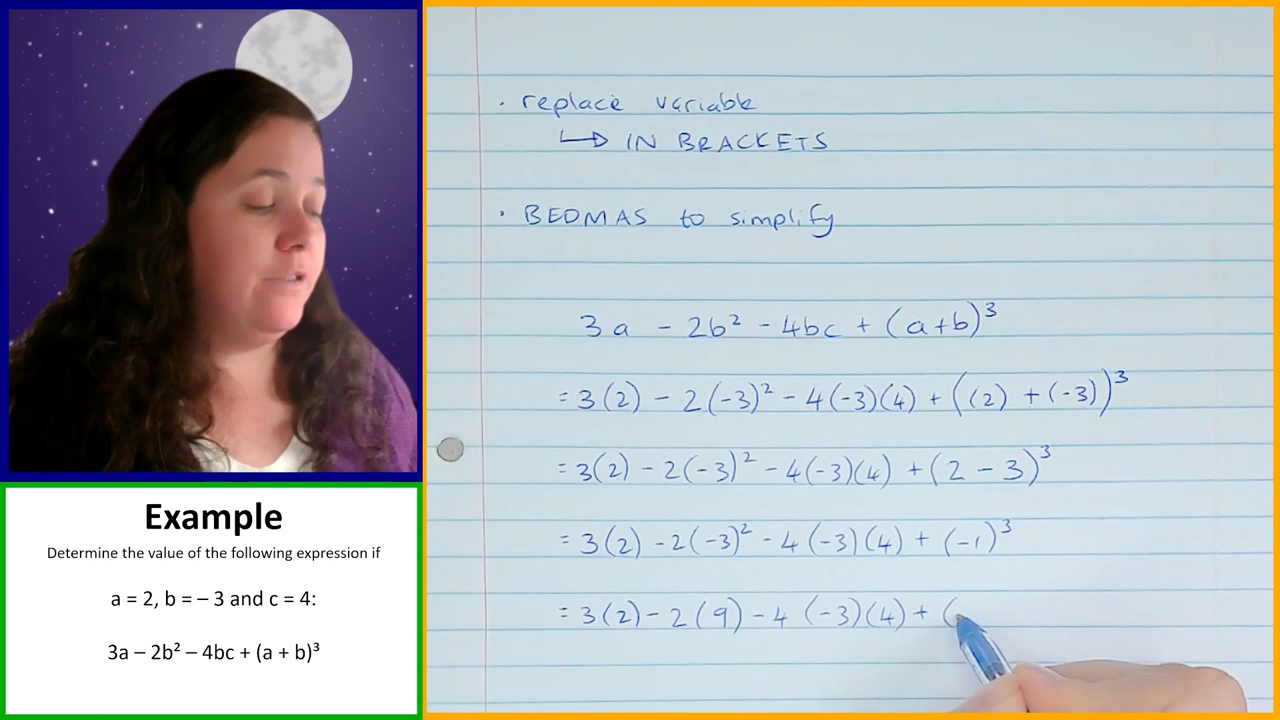 Example
Determine the value of the following expression if
a = 2, b = – 3 and c = 4:
3a – 2b² – 4bc + (a + b)³
· replace variable
↳ IN BRACKETS
· BEDMAS to simplify
3a - 2b² - 4bc + (a+b)³
= 3(2) - 2(-3)² - 4(-3)(4) + ((2) + (-3))³
= 3(2) - 2(-3)² - 4(-3)(4) + (2 - 3)³
= 3(2) - 2(-3)² - 4(-3)(4) + (-1)³
= 3(2) - 2(9) - 4(-3)(4) + (